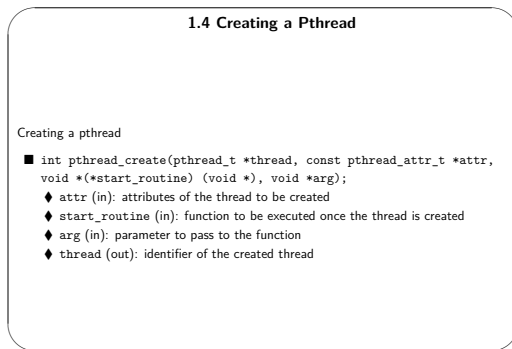 1.4 Creating a Pthread
Creating a pthread
■ int pthread_create(pthread_t *thread, const pthread_attr_t *attr,
void *(*start_routine) (void *), void *arg);
♦ attr (in): attributes of the thread to be created
♦ start_routine (in): function to be executed once the thread is created
♦ arg (in): parameter to pass to the function
♦ thread (out): identifier of the created thread